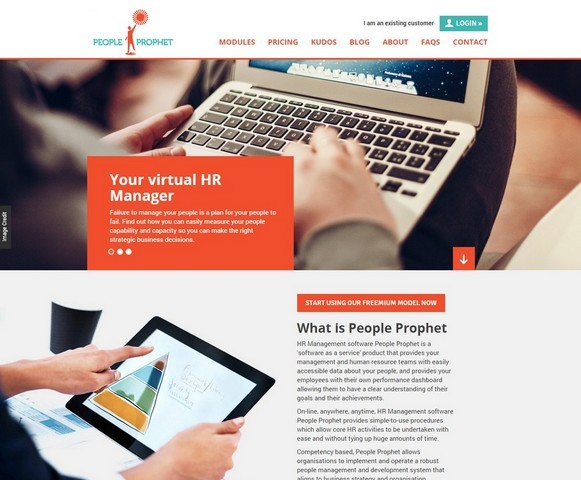 I am an existing customer
LOGIN »
PEOPLE PROPHET
MODULES PRICING KUDOS BLOG ABOUT FAQS CONTACT
Your virtual HR
Manager
Failure to manage your people is a plan for your people to
fail. Find out how you can easily measure your people
capability and capacity so you can make the right
strategic business decisions.
Image Credit
START USING OUR FREEMIUM MODEL NOW
What is People Prophet
HR Management software People Prophet is a
'software as a service' product that provides your
management and human resource teams with easily
accessible data about your people, and provides your
employees with their own performance dashboard
allowing them to have a clear understanding of their
goals and their achievements.
On-line, anywhere, anytime, HR Management software
People Prophet provides simple-to-use procedures
which allow core HR activities to be undertaken with
ease and without tying up huge amounts of time.
Competency based, People Prophet allows
organisations to implement and operate a robust
people management and development system that
aligns to business strategy and organisation